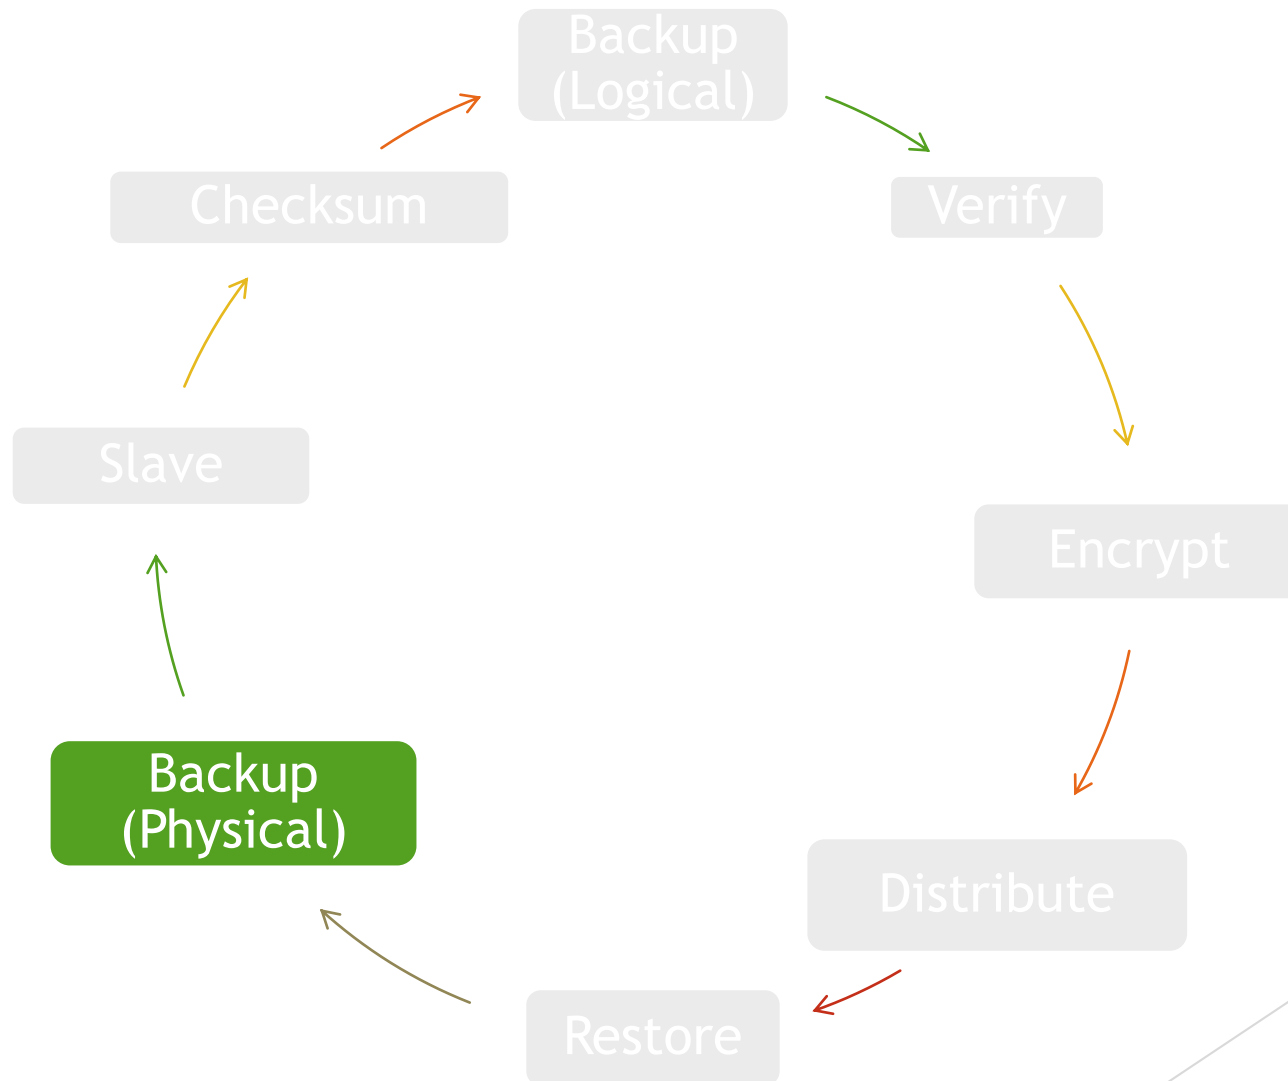 Backup
(Logical)
Checksum
Verify
Slave
Encrypt
Backup
(Physical)
Distribute
Restore